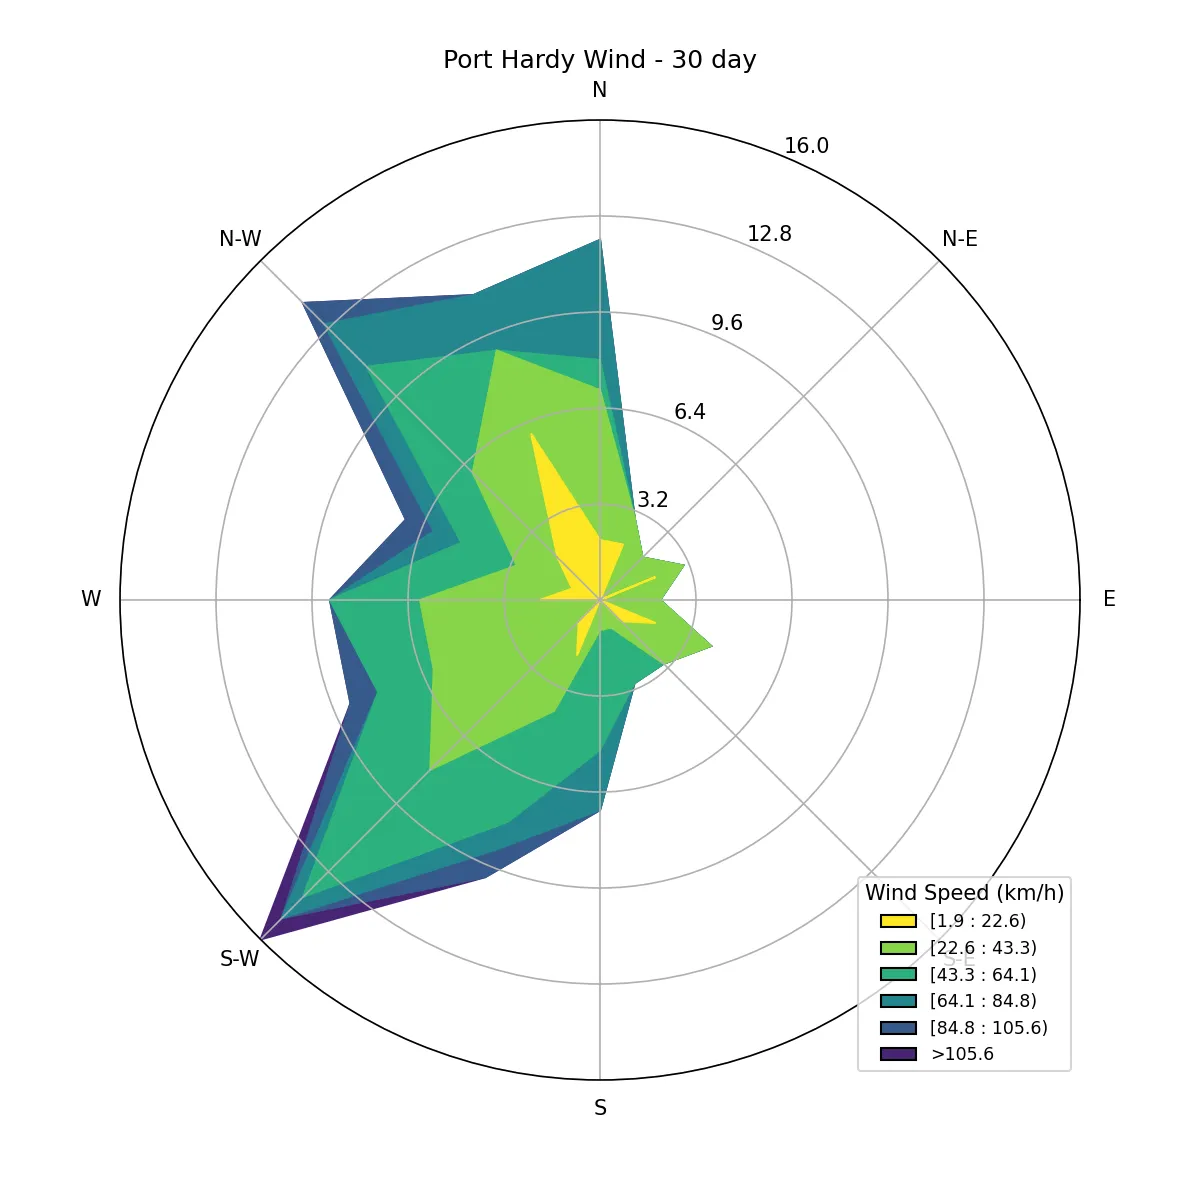 Port Hardy Wind - 30 day
N
16.0
12.8
N-W
N-E
9.6
6.4
3.2
W
E
Wind Speed (km/h)
[1.9 : 22.6)
[22.6 : 43.3)
S-W
S-E
[43.3 : 64.1)
[64.1 : 84.8)
[84.8 : 105.6)
>105.6
S